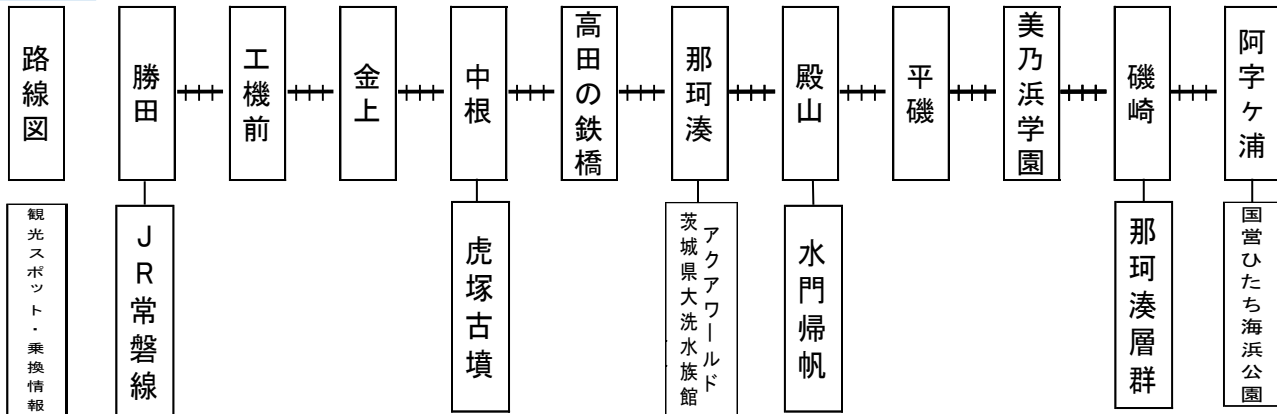 路線図
勝田
工機前
金上
中根
高田の鉄橋
那珂湊
殿山
平磯
美乃浜学園
磯崎
阿字ヶ浦
観光スポット・乗換情報
JR常磐線
虎塚古墳
アクアワールド
茨城県大洗水族館
水門帰帆
那珂湊層群
国営ひたち海浜公園